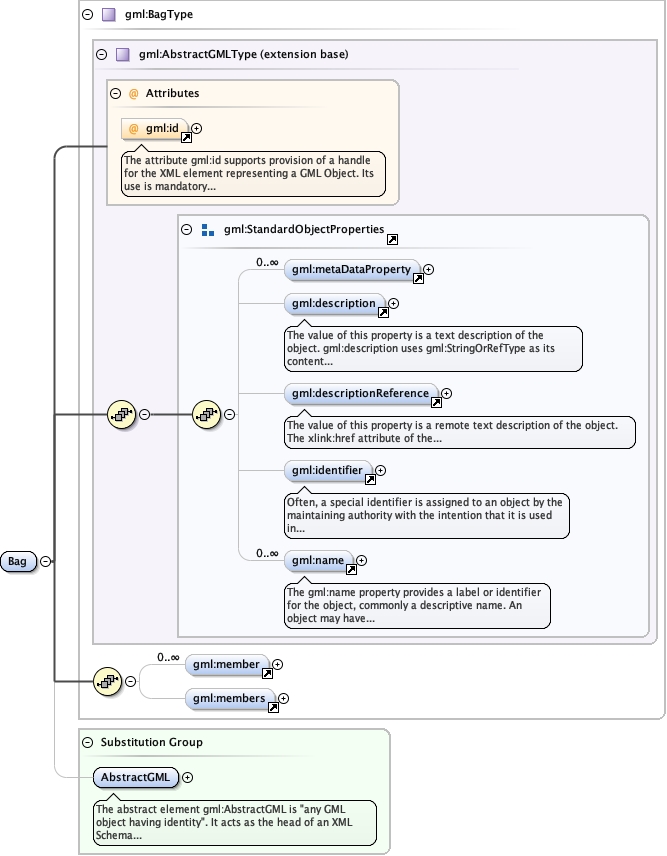 gml:BagType
gml:AbstractGMLType (extension base)
@ Attributes
@ gml:id
The attribute gml:id supports provision of a handle
for the XML element representing a GML Object. Its
use is mandatory...
gml:StandardObjectProperties
0..∞
gml:metaDataProperty
gml:description
The value of this property is a text description of the
object. gml:description uses gml:StringOrRefType as its
content...
gml:descriptionReference
The value of this property is a remote text description of the object.
The xlink:href attribute of the...
gml:identifier
Often, a special identifier is assigned to an object by the
maintaining authority with the intention that it is used
in...
0..∞
gml:name
The gml:name property provides a label or identifier
for the object, commonly a descriptive name. An
object may have...
Bag
0..∞
gml:member
gml:members
Substitution Group
AbstractGML
The abstract element gml:AbstractGML is "any GML
object having identity". It acts as the head of an XML
Schema...